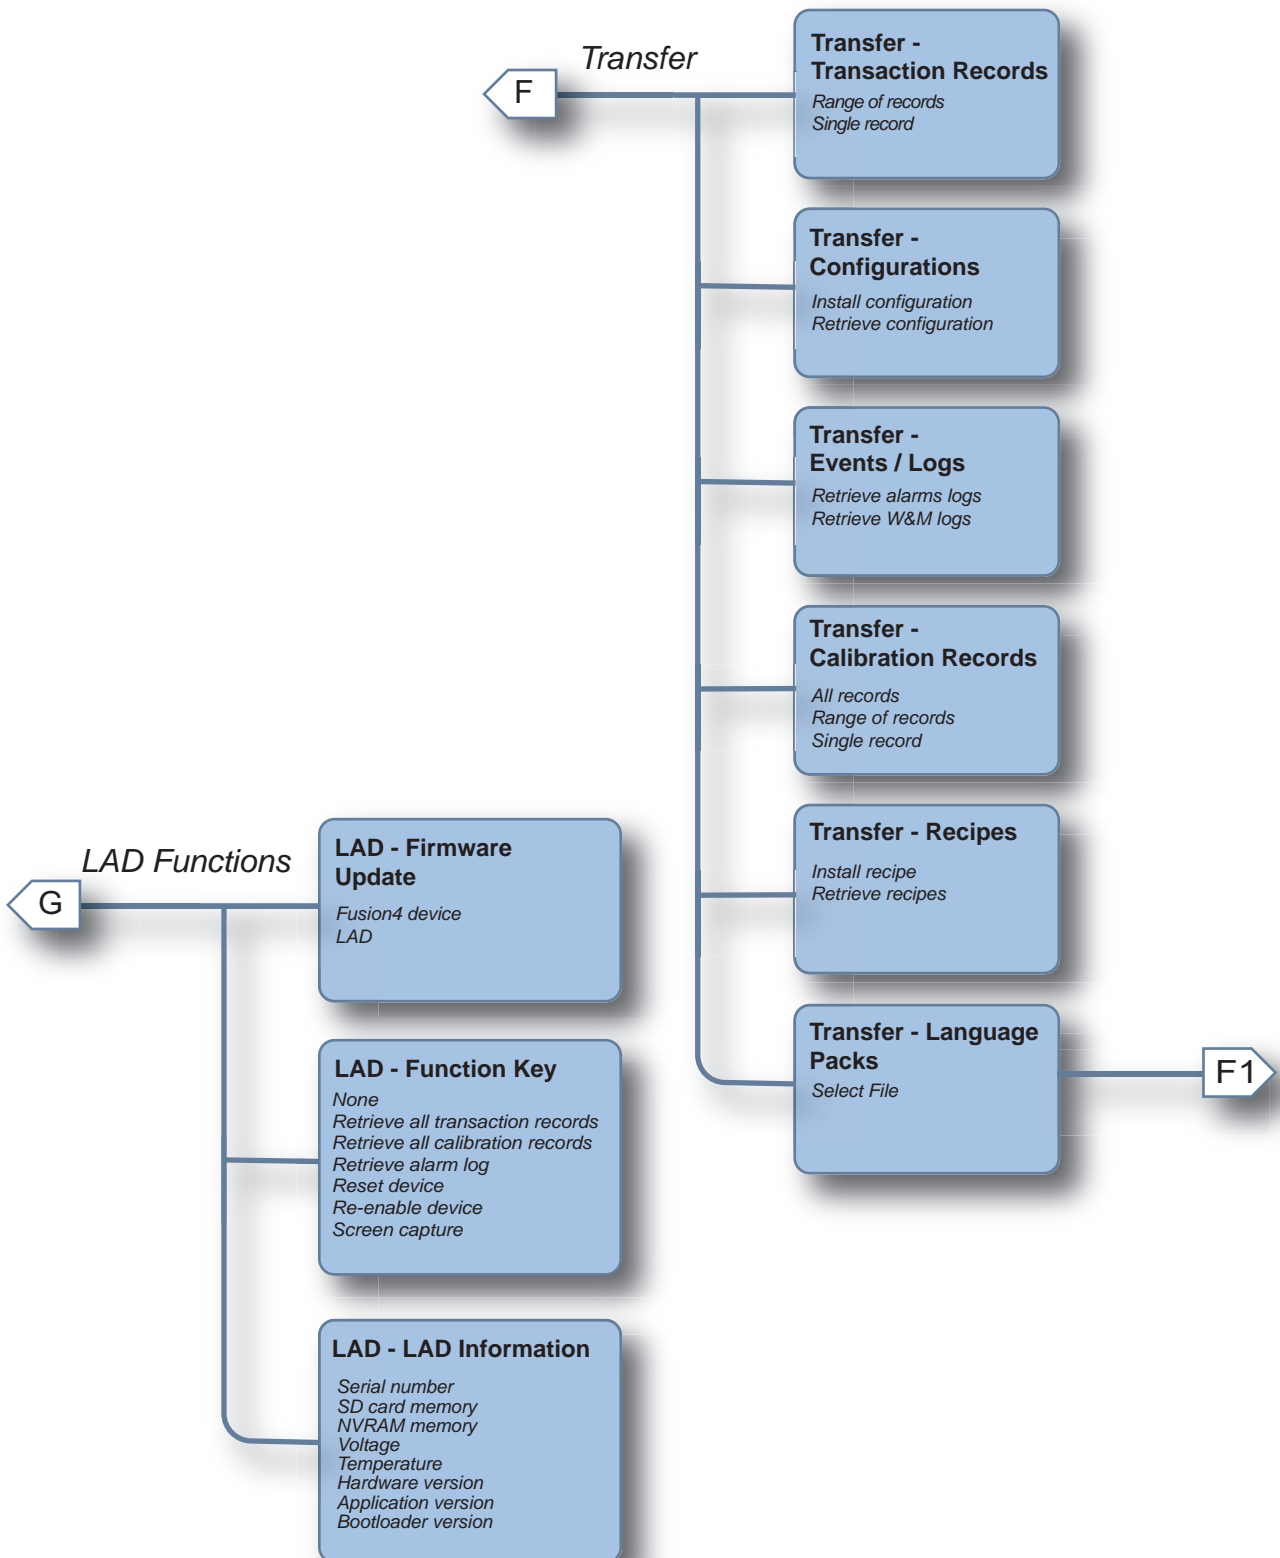 Transfer
F
Transfer -
Transaction Records
Range of records
Single record
Transfer -
Configurations
Install configuration
Retrieve configuration
Transfer -
Events / Logs
Retrieve alarms logs
Retrieve W&M logs
Transfer -
Calibration Records
All records
Range of records
Single record
Transfer - Recipes
Install recipe
Retrieve recipes
Transfer - Language
Packs
Select File
F1
LAD Functions
G
LAD - Firmware
Update
Fusion4 device
LAD
LAD - Function Key
None
Retrieve all transaction records
Retrieve all calibration records
Retrieve alarm log
Reset device
Re-enable device
Screen capture
LAD - LAD Information
Serial number
SD card memory
NVRAM memory
Voltage
Temperature
Hardware version
Application version
Bootloader version